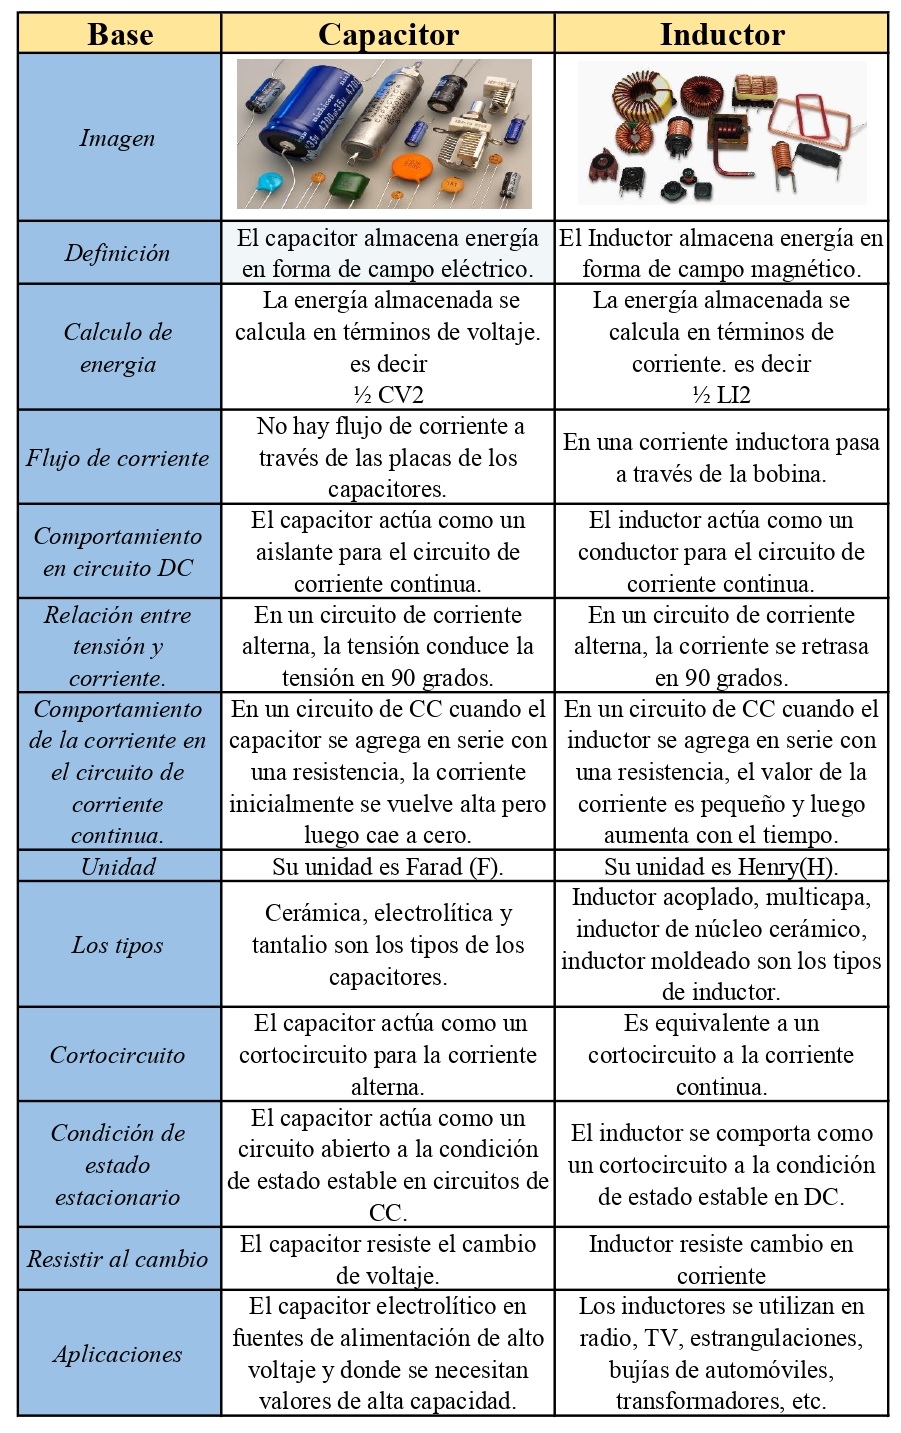 Base
Capacitor
Inductor
Imagen
nichicon
4700µF 35v
Definición
El capacitor almacena energía
en forma de campo eléctrico.
El Inductor almacena energía en
forma de campo magnético.
Calculo de
energia
La energía almacenada se
calcula en términos de voltaje.
es decir
½ CV2
La energía almacenada se
calcula en términos de
corriente. es decir
½ LI2
Flujo de corriente
No hay flujo de corriente a
través de las placas de los
capacitores.
En una corriente inductora pasa
a través de la bobina.
Comportamiento
en circuito DC
El capacitor actúa como un
aislante para el circuito de
corriente continua.
El inductor actúa como un
conductor para el circuito de
corriente continua.
Relación entre
tensión y
corriente.
En un circuito de corriente
alterna, la tensión conduce la
tensión en 90 grados.
En un circuito de corriente
alterna, la corriente se retrasa
en 90 grados.
Comportamiento
de la corriente en
el circuito de
corriente
continua.
En un circuito de CC cuando el
capacitor se agrega en serie con
una resistencia, la corriente
inicialmente se vuelve alta pero
luego cae a cero.
En un circuito de CC cuando el
inductor se agrega en serie con
una resistencia, el valor de la
corriente es pequeño y luego
aumenta con el tiempo.
Unidad
Su unidad es Farad (F).
Su unidad es Henry(H).
Los tipos
Cerámica, electrolítica y
tantalio son los tipos de los
capacitores.
Inductor acoplado, multicapa,
inductor de núcleo cerámico,
inductor moldeado son los tipos
de inductor.
Cortocircuito
El capacitor actúa como un
cortocircuito para la corriente
alterna.
Es equivalente a un
cortocircuito a la corriente
continua.
Condición de
estado
estacionario
El capacitor actúa como un
circuito abierto a la condición
de estado estable en circuitos de
CC.
El inductor se comporta como
un cortocircuito a la condición
de estado estable en DC.
Resistir al cambio
El capacitor resiste el cambio
de voltaje.
Inductor resiste cambio en
corriente
Aplicaciones
El capacitor electrolítico en
fuentes de alimentación de alto
voltaje y donde se necesitan
valores de alta capacidad.
Los inductores se utilizan en
radio, TV, estrangulaciones,
bujías de automóviles,
transformadores, etc.